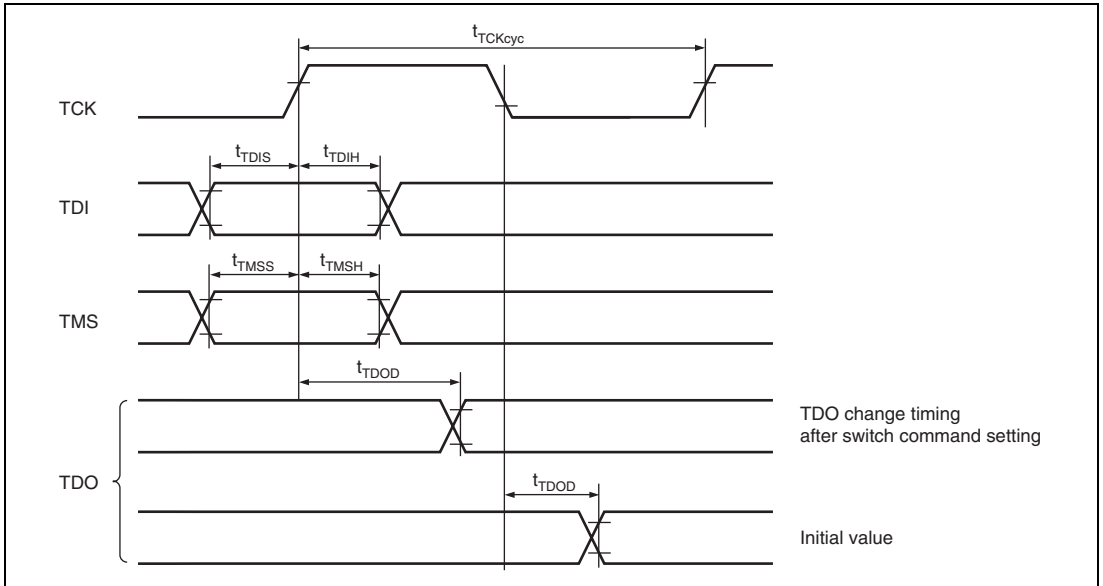 tTCKcyc
TCK
tTDIS
tTDIH
TDI
tTMSS
tTMSH
TMS
tTDOD
TDO change timing
after switch command setting
TDO
tTDOD
Initial value